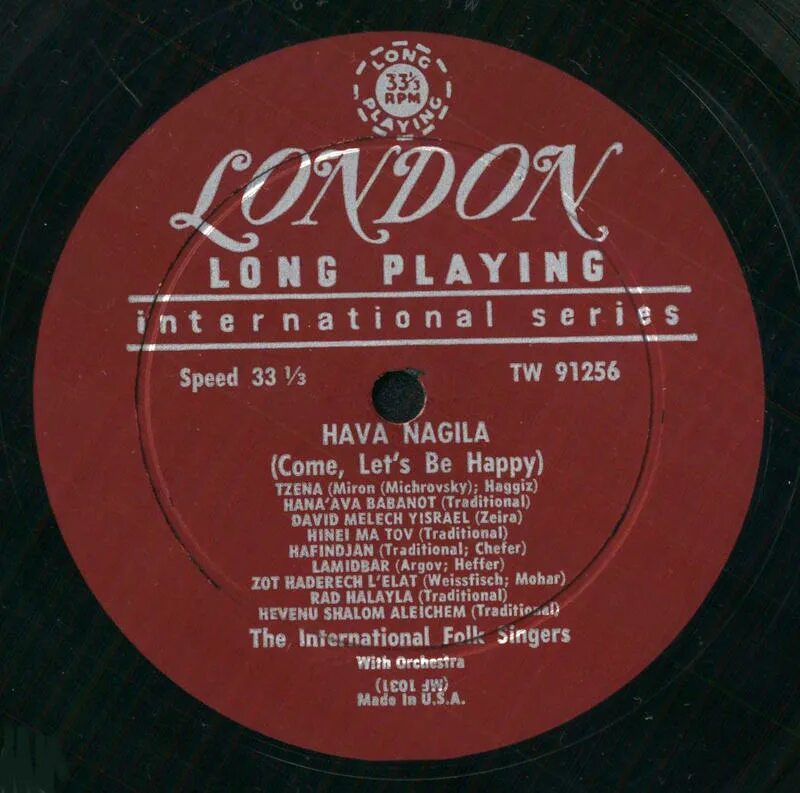 LONG
33⅓
RPM
PLAYING
LONDON
LONG PLAYING
international series
Speed 33 ⅓ TW 91256
HAVA NAGILA
(Come, Let's Be Happy)
TZENA (Miron (Michrovsky); Haggiz)
HANA'AVA BABANOT (Traditional)
DAVID MELECH YISRAEL (Zeira)
HINEI MA TOV (Traditional)
HAFINDJAN (Traditional; Chefer)
LAMIDBAR (Argov; Heffer)
ZOT HADERECH L'ELAT (Weissfisch; Mohar)
RAD HALAYLA (Traditional)
HEVENU SHALOM ALEICHEM (Traditional)
The International Folk Singers
With Orchestra
(MF 1031)
Made In U.S.A.